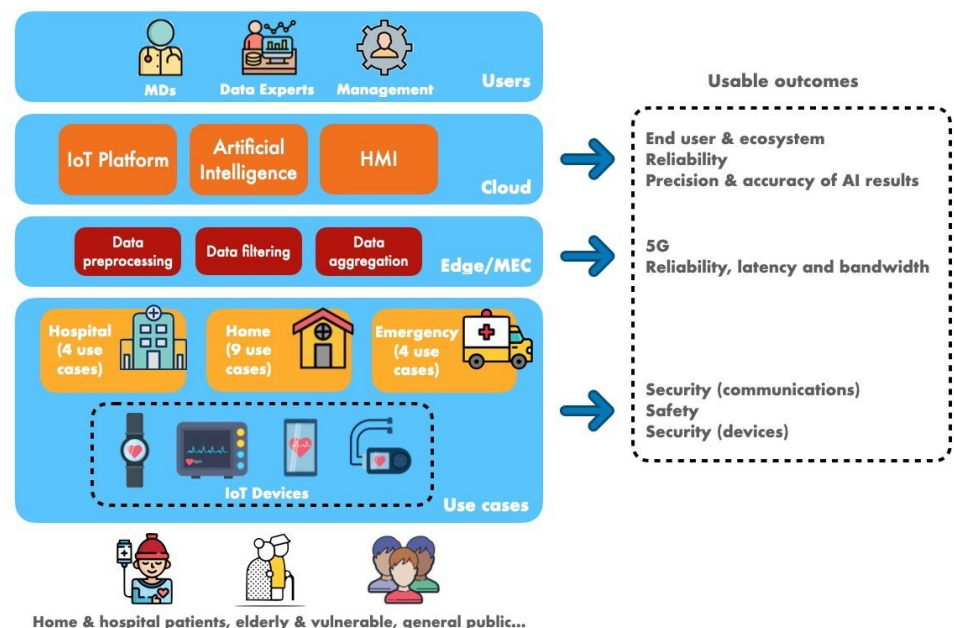 MDs
Data Experts
Management
Users
Usable outcomes
IoT Platform
Artificial
Intelligence
HMI
Cloud
End user & ecosystem
Reliability
Precision & accuracy of AI results
Data
preprocessing
Data filtering
Data
aggregation
Edge/MEC
5G
Reliability, latency and bandwidth
Hospital
(4 use
cases)
Home
(9 use
cases)
Emergency
(4 use
cases)
Security (communications)
Safety
Security (devices)
IoT Devices
Use cases
Home & hospital patients, elderly & vulnerable, general public...